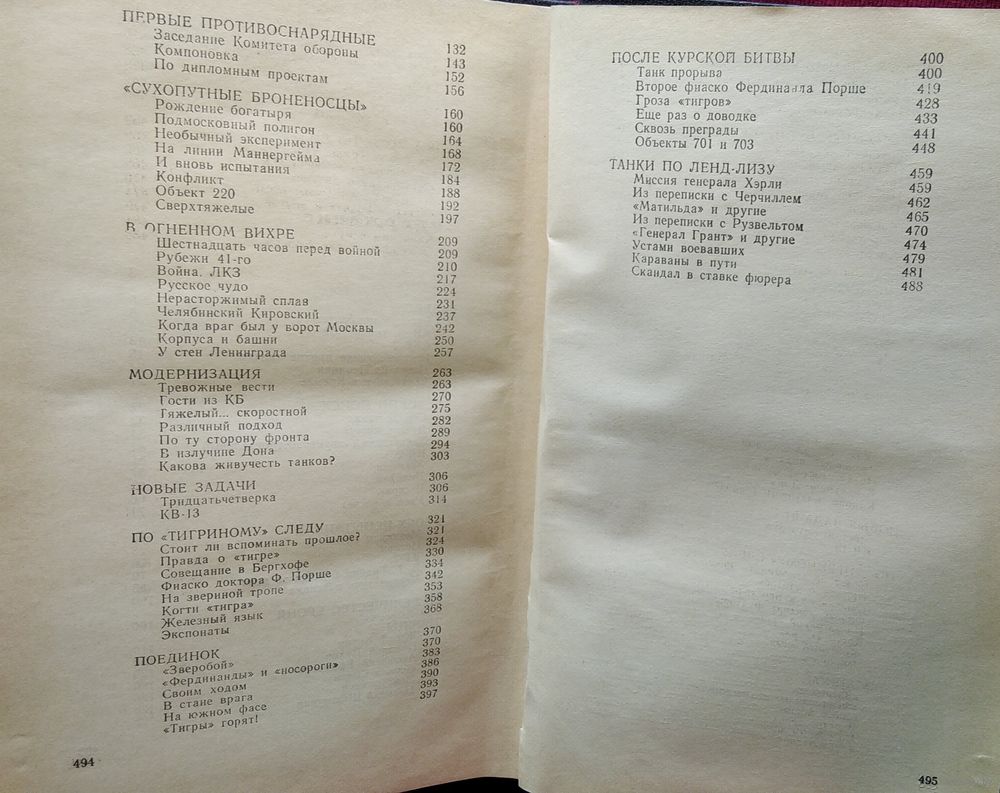 ПЕРВЫЕ ПРОТИВОСНАРЯДНЫЕ 132
Заседание Комитета обороны 143
Компоновка 152
По дипломным проектам 156
«СУХОПУТНЫЕ БРОНЕНОСЦЫ» 160
Рождение богатыря 160
Подмосковный полигон 164
Необычный эксперимент 168
На линии Маннергейма 172
И вновь испытания 184
Конфликт 188
Объект 220 192
Сверхтяжелые 197
В ОГНЕННОМ ВИХРЕ 209
Шестнадцать часов перед войной 209
Рубежи 41-го 210
Война. ЛКЗ 217
Русское чудо 224
Нерасторжимый сплав 231
Челябинский Кировский 237
Когда враг был у ворот Москвы 242
Корпуса и башни 250
У стен Ленинграда 257
МОДЕРНИЗАЦИЯ 263
Тревожные вести 263
Гости из КБ 270
Тяжелый... скоростной 275
Различный подход 282
По ту сторону фронта 289
В излучине Дона 294
Какова живучесть танков? 303
НОВЫЕ ЗАДАЧИ 306
Тридцатьчетверка 306
КВ-13 314
ПО «ТИГРИНОМУ» СЛЕДУ 321
Стоит ли вспоминать прошлое? 321
Правда о «тигре» 324
Совещание в Бергхофе 330
Фиаско доктора Ф. Порше 334
На звериной тропе 342
Когти «тигра» 353
Железный язык 358
Экспонаты 368
ПОЕДИНОК 370
«Зверобой» 370
«Фердинанды» и «носороги» 383
Своим ходом 386
В стане врага 390
На южном фасе 393
«Тигры» горят! 397
494
ПОСЛЕ КУРСКОЙ БИТВЫ 400
Танк прорыва 400
Второе фиаско Фердинанда Порше 419
Гроза «тигров» 428
Еще раз о доводке 433
Сквозь преграды 441
Объекты 701 и 703 448
ТАНКИ ПО ЛЕНД-ЛИЗУ 459
Миссия генерала Хэрли 459
Из переписки с Черчиллем 462
«Матильда» и другие 465
Из переписки с Рузвельтом 470
«Генерал Грант» и другие 474
Устами воевавших 479
Караваны в пути 481
Скандал в ставке фюрера 488
495